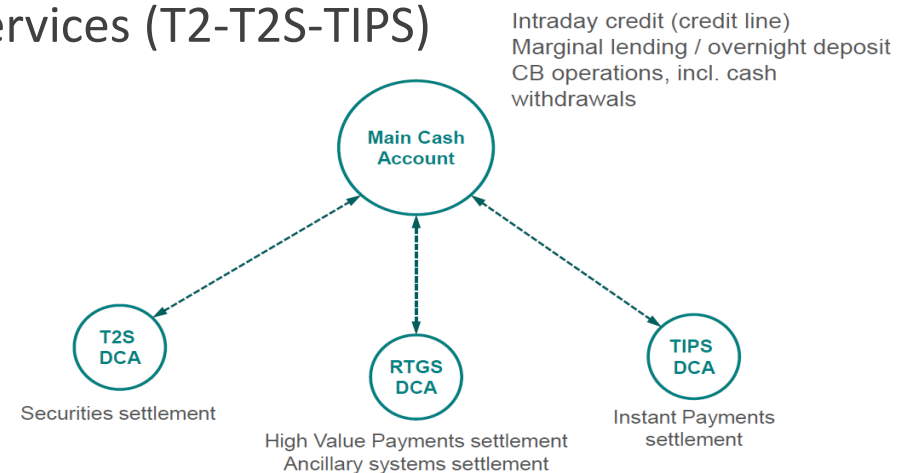 ervices (T2-T2S-TIPS)
Intraday credit (credit line)
Marginal lending / overnight deposit
CB operations, incl. cash
withdrawals
Main Cash
Account
T2S
DCA
Securities settlement
RTGS
DCA
High Value Payments settlement
Ancillary systems settlement
TIPS
DCA
Instant Payments
settlement